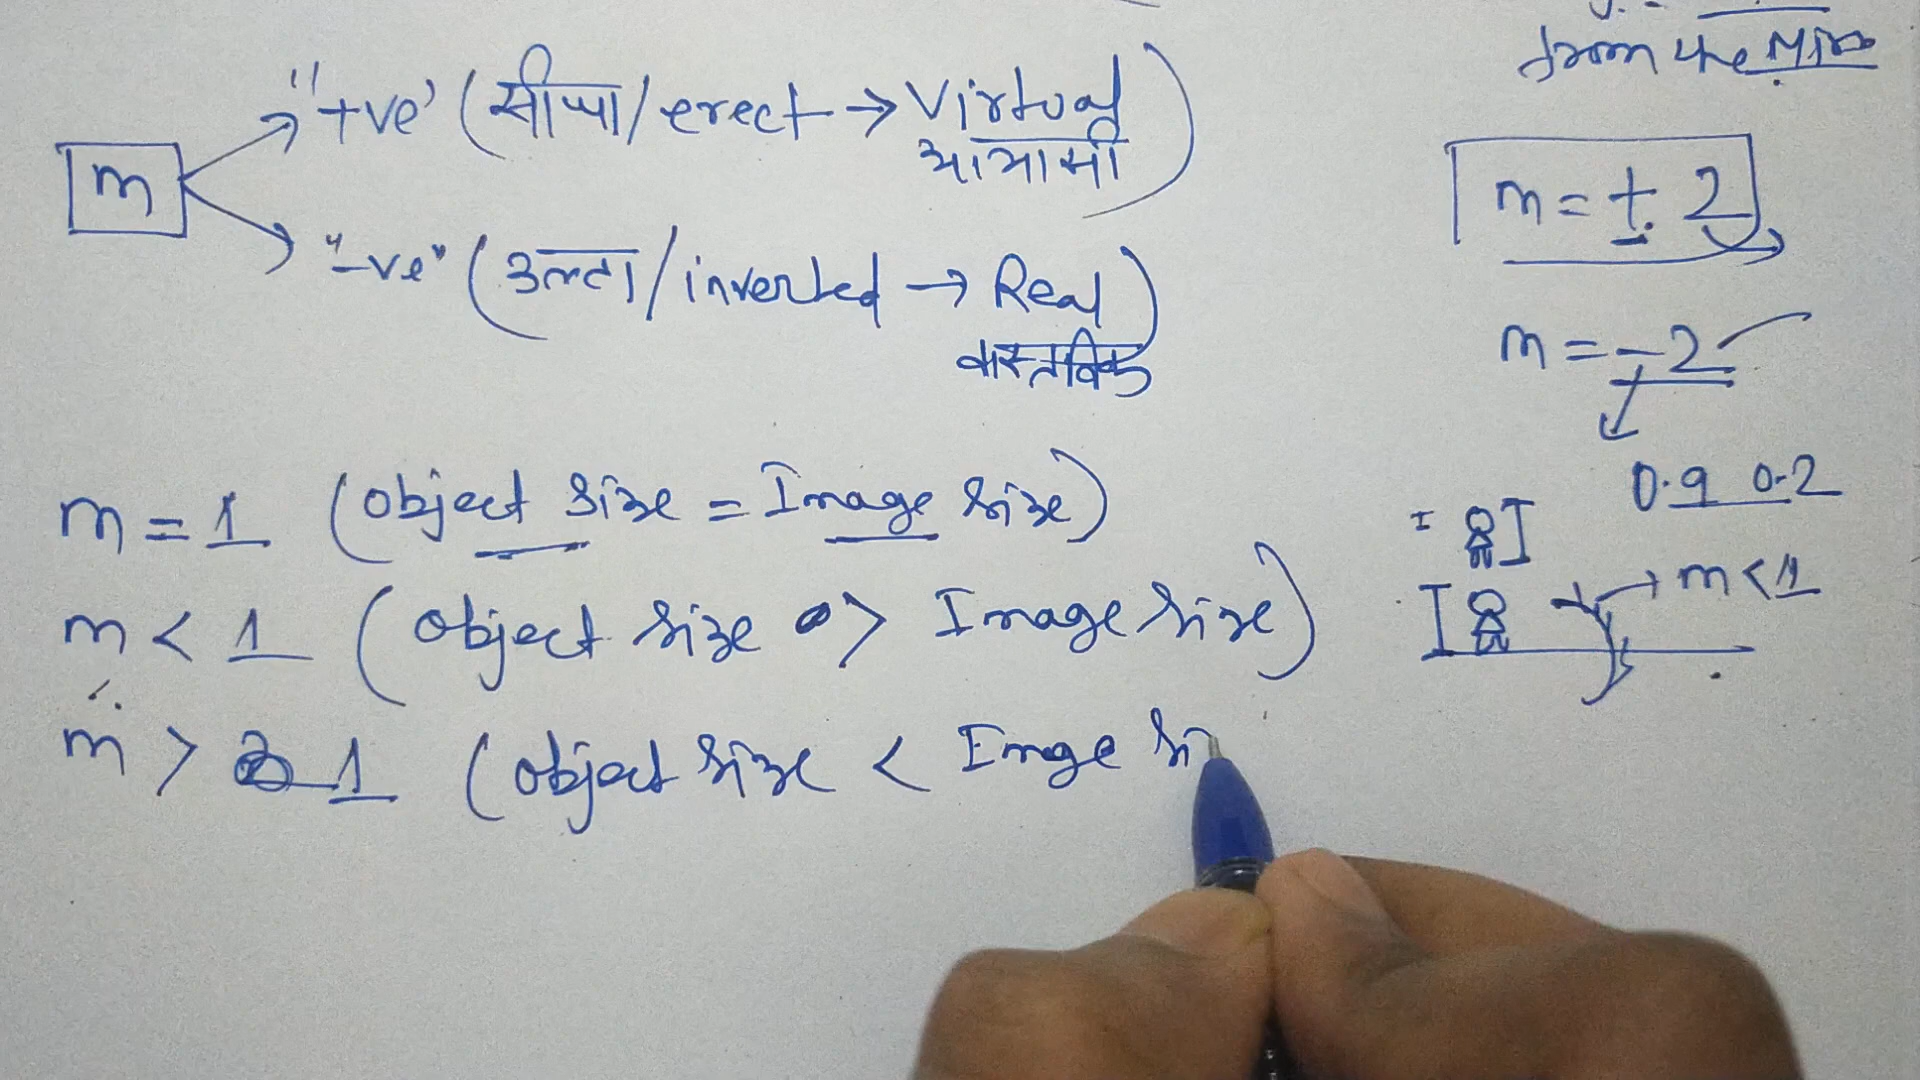 from the
"+ve' (सीधा/erect → Virtual
आभासी)
m
"-ve" (उल्टा/inverted → Real)
वास्तविक
m = ± 2
m = -2
m = 1 (object size = Image size)
0.9 0.2
m < 1 (object size > Image size)
m < 1
m > 1 (object size < Imge si